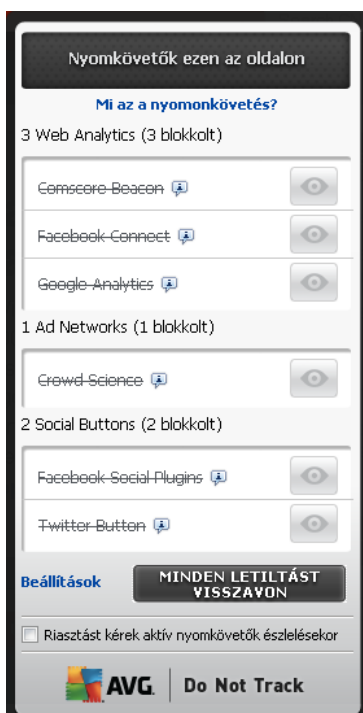 Nyomkövetők ezen az oldalon
Mi az a nyomonkövetés?
3 Web Analytics (3 blokkolt)
Comscore Beacon
Facebook Connect
Google Analytics
1 Ad Networks (1 blokkolt)
Crowd Science
2 Social Buttons (2 blokkolt)
Facebook Social Plugins
Twitter Button
Beállítások
MINDEN LETILTÁST
VISSZAVON
Riasztást kérek aktív nyomkövetők észlelésekor
AVG. Do Not Track